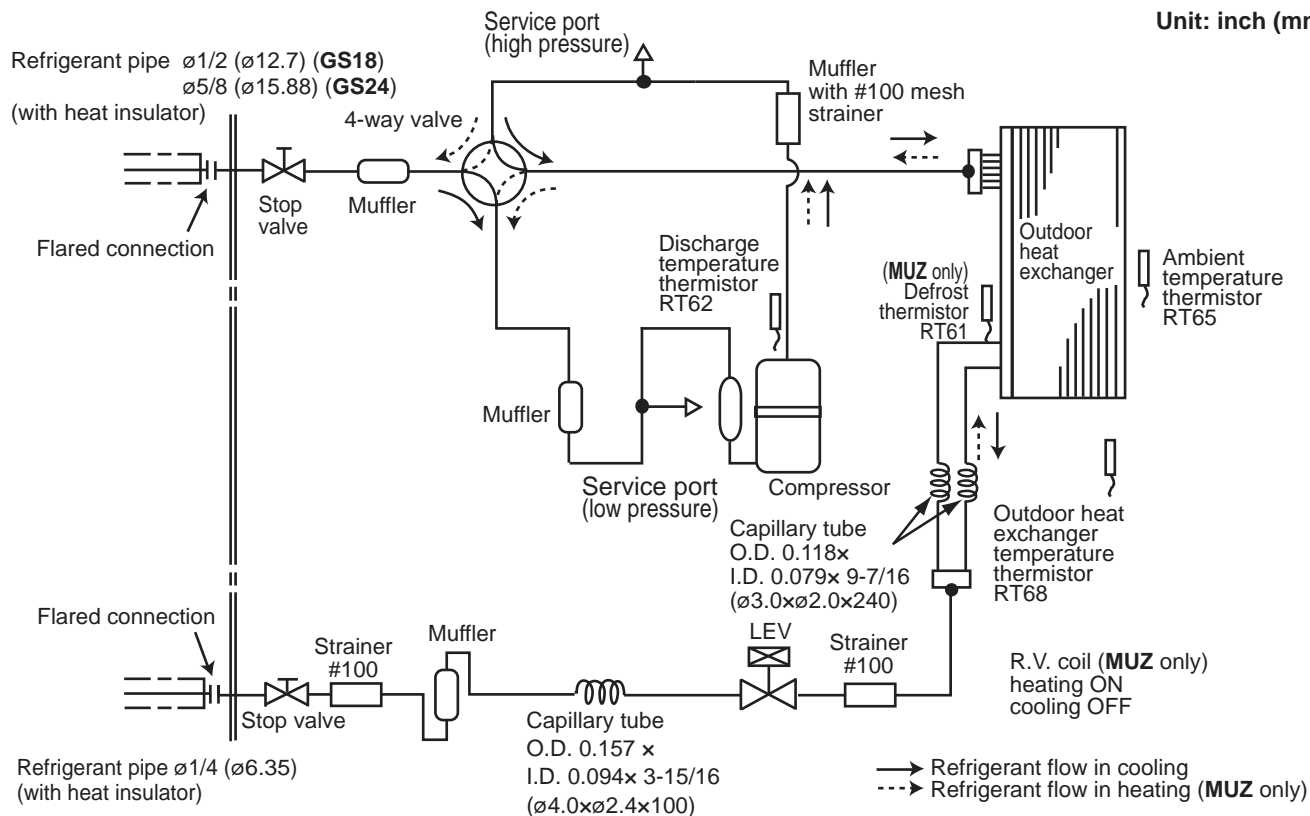 Unit: inch (mm
Service port
(high pressure)
Refrigerant pipe ø1/2 (ø12.7) (GS18)
ø5/8 (ø15.88) (GS24)
(with heat insulator)
4-way valve
Muffler
with #100 mesh
strainer
Stop
valve
Muffler
Flared connection
Discharge
temperature
thermistor
RT62
(MUZ only)
Defrost
thermistor
RT61
Outdoor
heat
exchanger
Ambient
temperature
thermistor
RT65
Muffler
Service port
(low pressure)
Compressor
Capillary tube
O.D. 0.118×
I.D. 0.079× 9-7/16
(ø3.0×ø2.0×240)
Outdoor heat
exchanger
temperature
thermistor
RT68
Flared connection
Strainer
#100
Muffler
LEV
Strainer
#100
R.V. coil (MUZ only)
heating ON
cooling OFF
Stop valve
Capillary tube
O.D. 0.157 ×
I.D. 0.094× 3-15/16
(ø4.0×ø2.4×100)
Refrigerant pipe ø1/4 (ø6.35)
(with heat insulator)
Refrigerant flow in cooling
Refrigerant flow in heating (MUZ only)